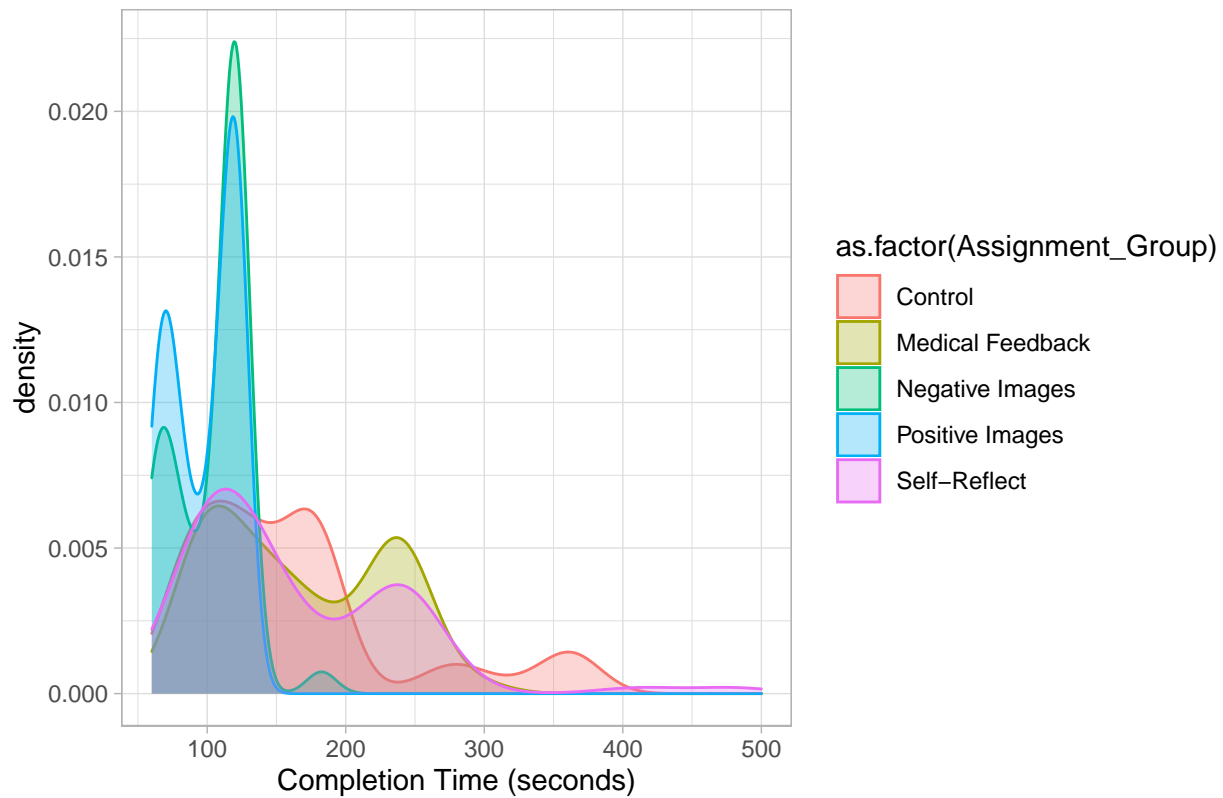 0.020
0.015
0.010
0.005
0.000
density
100 200 300 400 500
Completion Time (seconds)
as.factor(Assignment_Group)
Control
Medical Feedback
Negative Images
Positive Images
Self−Reflect